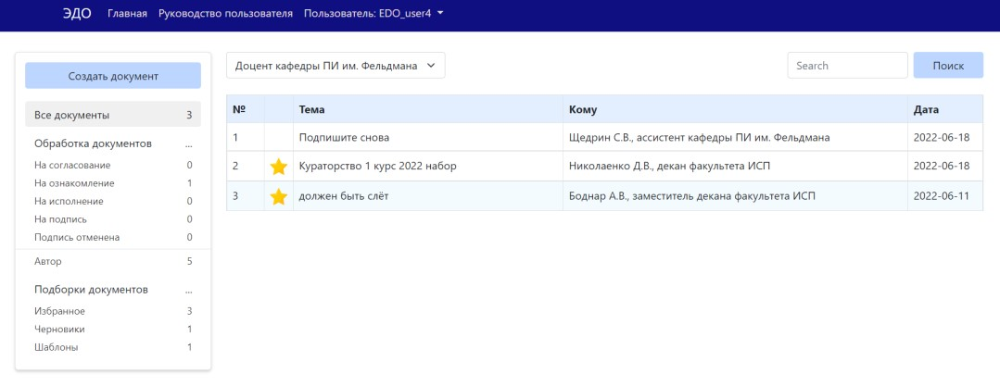 ЭДО Главная Руководство пользователя Пользователь: EDO_user4
Создать документ
Все документы 3
Обработка документов ...
На согласование 0
На ознакомление 1
На исполнение 0
На подпись 0
Подпись отменена 0
Автор 5
Подборки документов ...
Избранное 3
Черновики 1
Шаблоны 1
Доцент кафедры ПИ им. Фельдмана
Search Поиск
№ Тема Кому Дата
1 Подпишите снова Щедрин С.В., ассистент кафедры ПИ им. Фельдмана 2022-06-18
2 Кураторство 1 курс 2022 набор Николаенко Д.В., декан факультета ИСП 2022-06-18
3 должен быть слёт Боднар А.В., заместитель декана факультета ИСП 2022-06-11